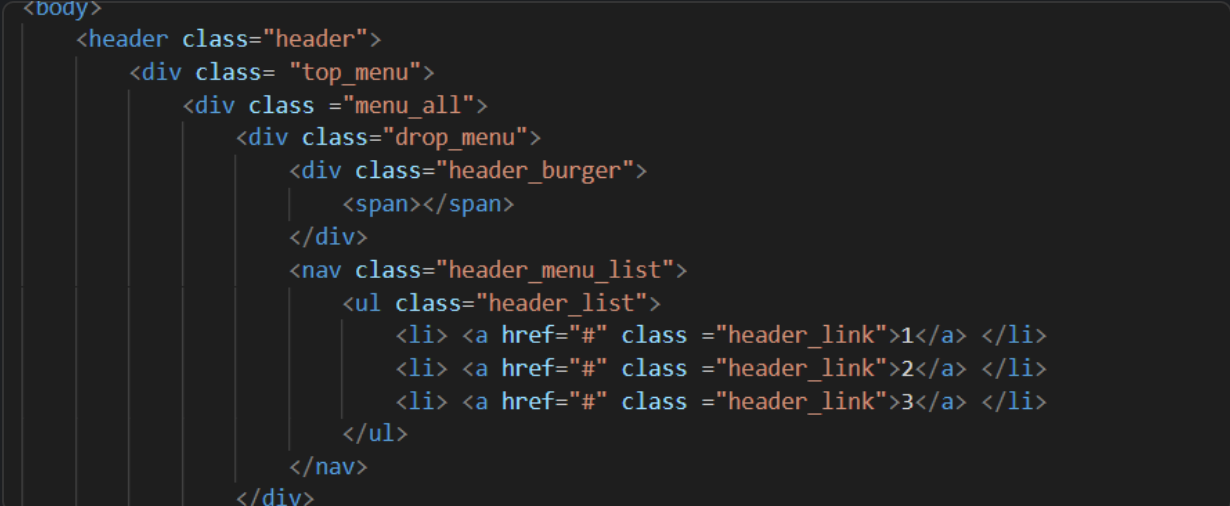 <body>
<header class="header">
<div class= "top_menu">
<div class ="menu_all">
<div class="drop_menu">
<div class="header_burger">
<span></span>
</div>
<nav class="header_menu_list">
<ul class="header_list">
<li> <a href="#" class ="header_link">1</a> </li>
<li> <a href="#" class ="header_link">2</a> </li>
<li> <a href="#" class ="header_link">3</a> </li>
</ul>
</nav>
</div>